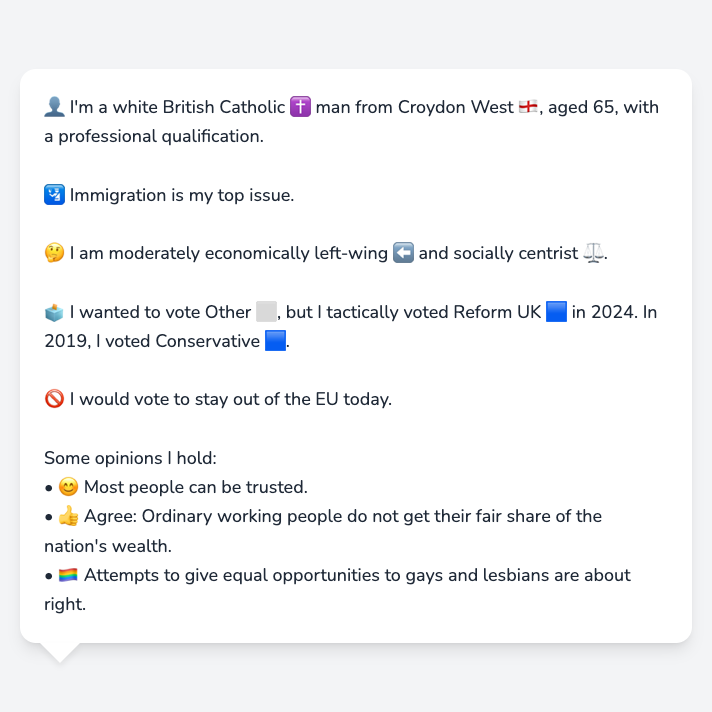 👤 I'm a white British Catholic ✝️ man from Croydon West 🏴󠁧󠁢󠁥󠁮󠁧󠁿, aged 65, with
a professional qualification.
🛂 Immigration is my top issue.
🤔 I am moderately economically left-wing ⬅️ and socially centrist ⚖️.
🗳️ I wanted to vote Other ⬜, but I tactically voted Reform UK 🟦 in 2024. In
2019, I voted Conservative 🟦.
🚫 I would vote to stay out of the EU today.
Some opinions I hold:
• 😊 Most people can be trusted.
• 👍 Agree: Ordinary working people do not get their fair share of the
nation's wealth.
• 🏳️‍🌈 Attempts to give equal opportunities to gays and lesbians are about
right.